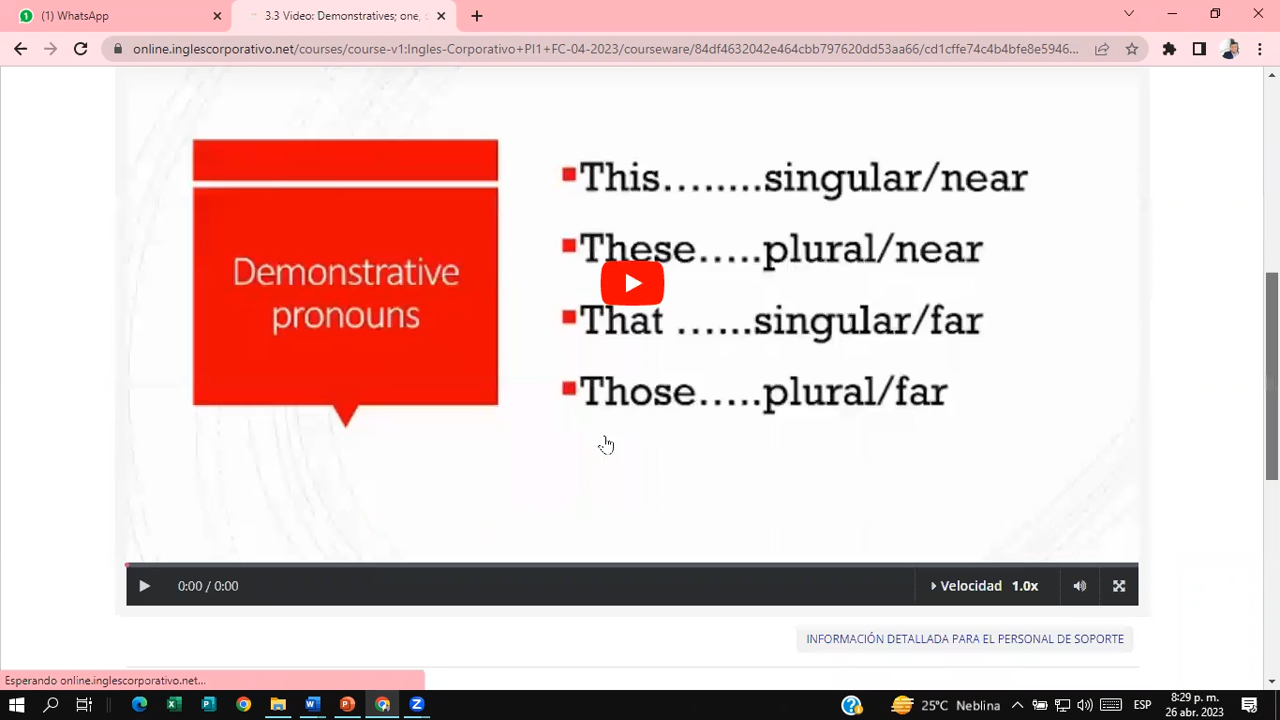 (1) WhatsApp
3.3 Video: Demonstratives; one, s
online.inglescorporativo.net/courses/course-v1:Ingles-Corporativo+PI1+FC-04-2023/courseware/84df4632042e464cbb797620dd53aa66/cd1cffe74c4b4bfe8e5946...
Demonstrative
pronouns
This........singular/near
These.....plural/near
That ......singular/far
Those.....plural/far
0:00 / 0:00
Velocidad 1.0x
INFORMACIÓN DETALLADA PARA EL PERSONAL DE SOPORTE
Esperando online.inglescorporativo.net...
25°C Neblina
ESP
8:29 p. m.
26 abr. 2023